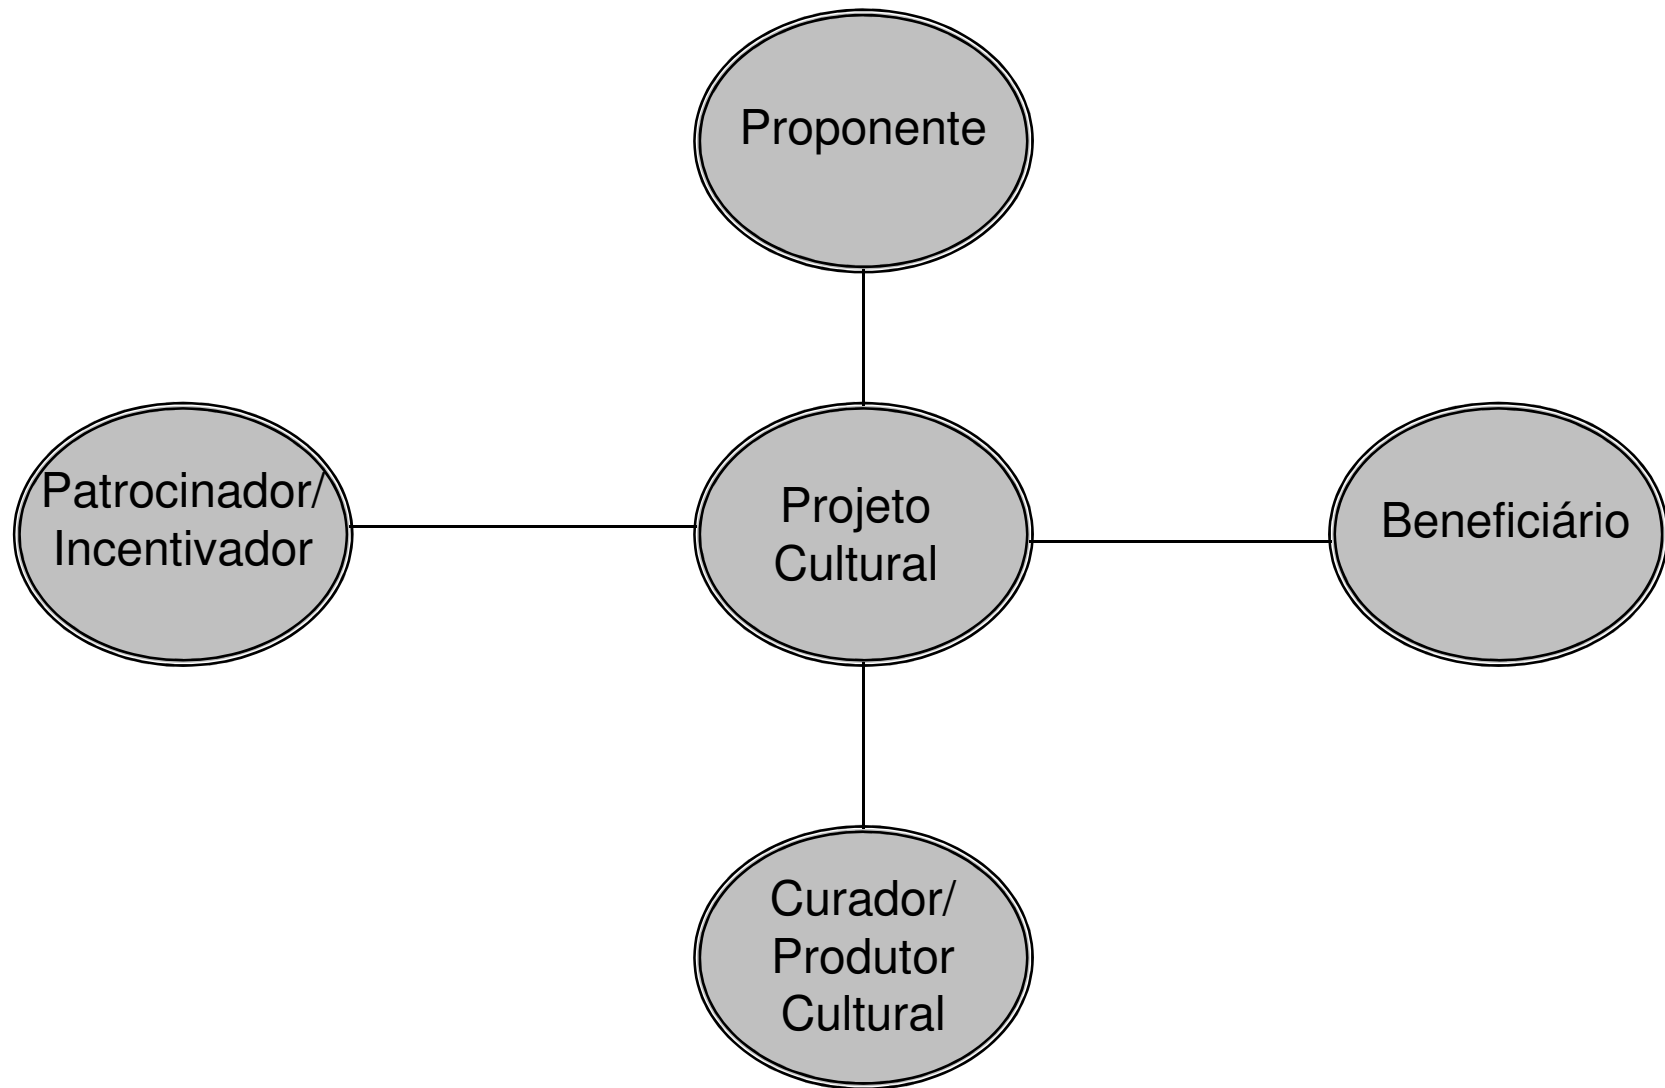 Proponente
Patrocinador/
Incentivador
Projeto
Cultural
Beneficiário
Curador/
Produtor
Cultural